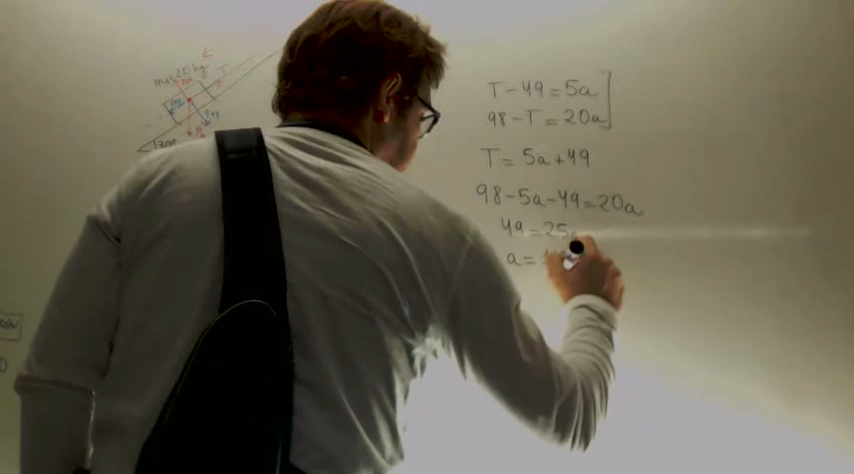 20 kg
T
T - 49 = 5a
98 - T = 20a
T = 5a + 49
98 - 5a - 49 = 20a
49 = 25
a =